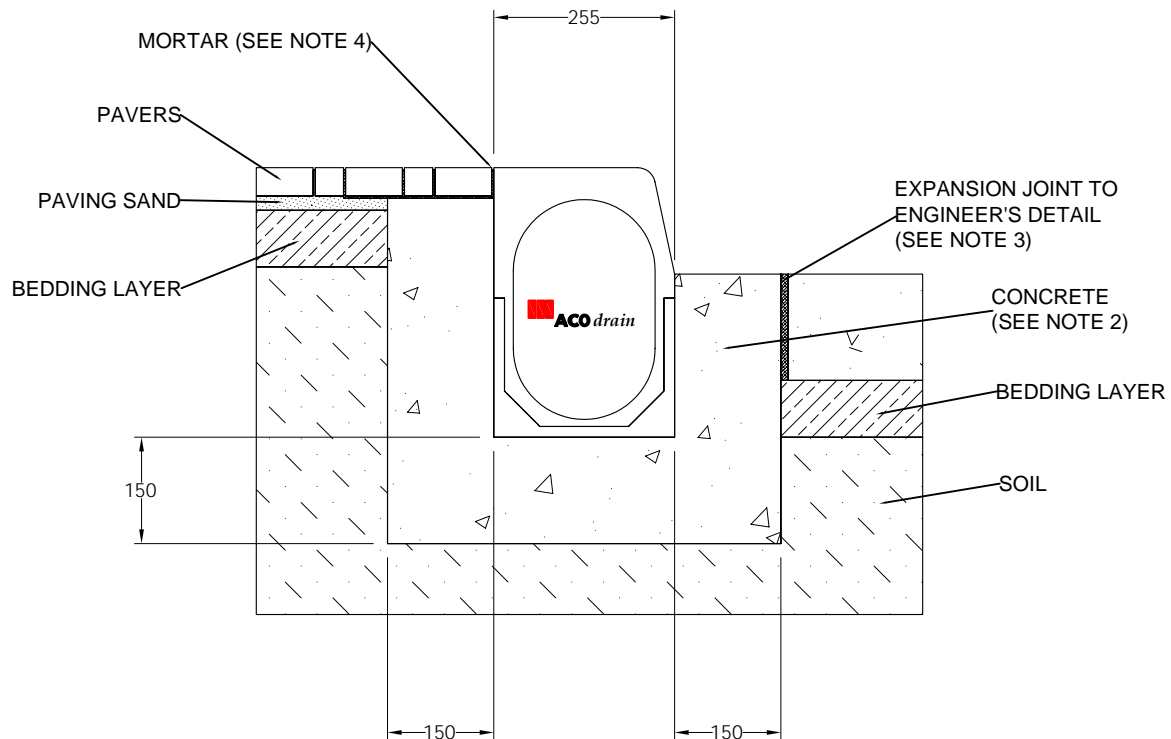 255
MORTAR (SEE NOTE 4)
PAVERS
PAVING SAND
BEDDING LAYER
EXPANSION JOINT TO
ENGINEER'S DETAIL
(SEE NOTE 3)
CONCRETE
(SEE NOTE 2)
ACO drain
BEDDING LAYER
SOIL
150
150
150